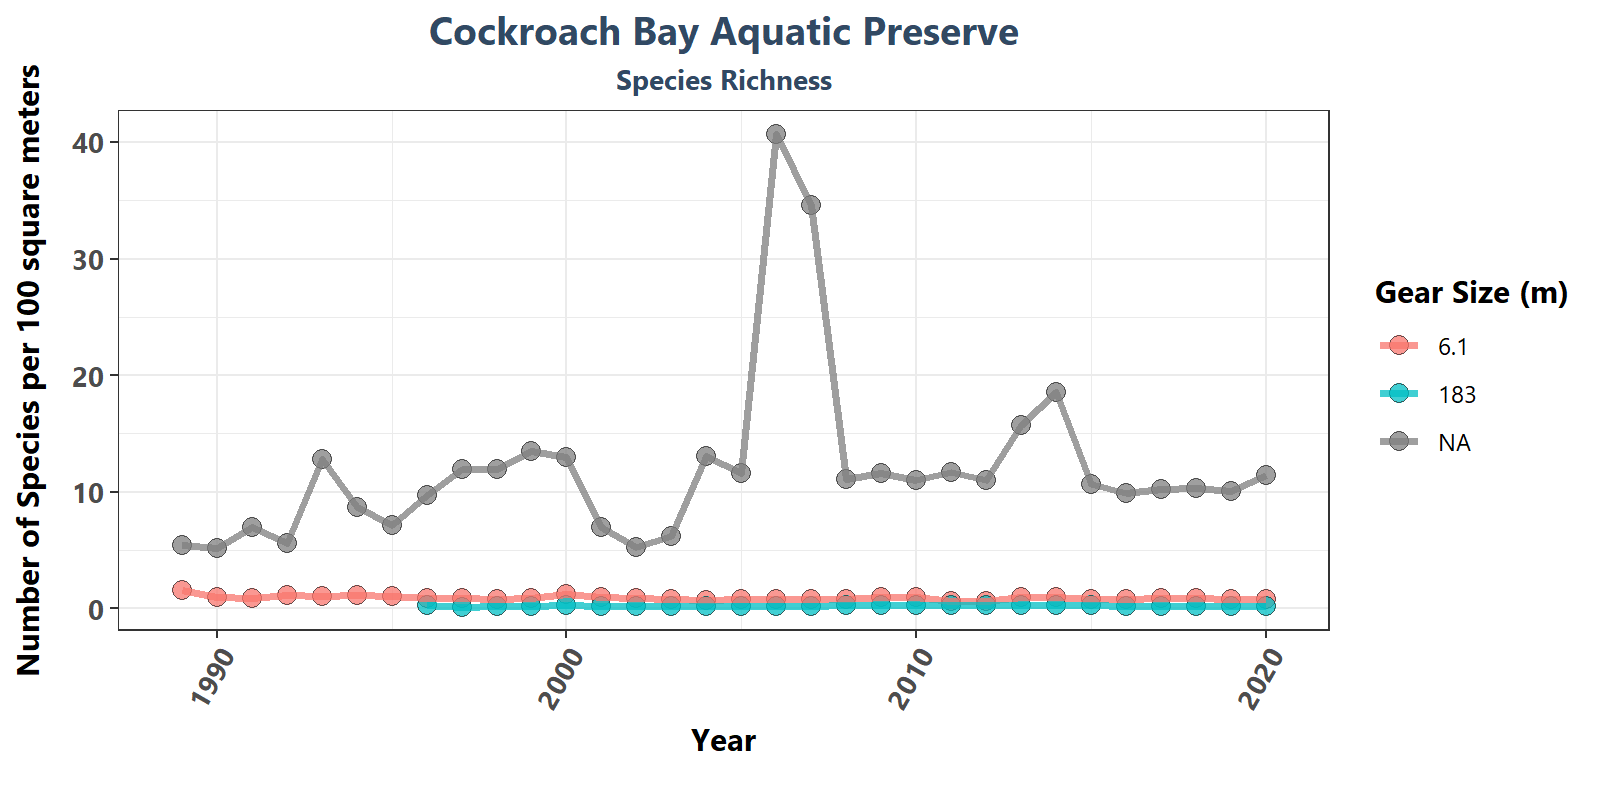 Cockroach Bay Aquatic Preserve
Species Richness
Number of Species per 100 square meters
40
30
20
10
0
1990
2000
2010
2020
Year
Gear Size (m)
6.1
183
NA